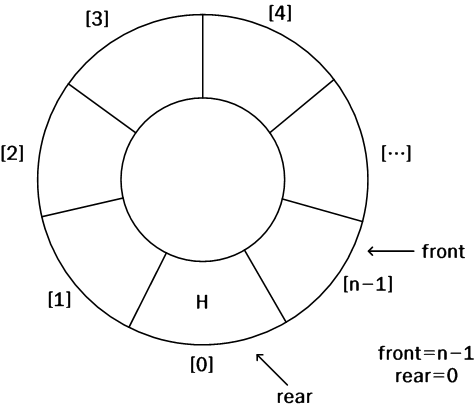 [3]
[4]
[2]
[...]
front
[n-1]
[1]
H
[0]
front=n-1
rear=0
rear